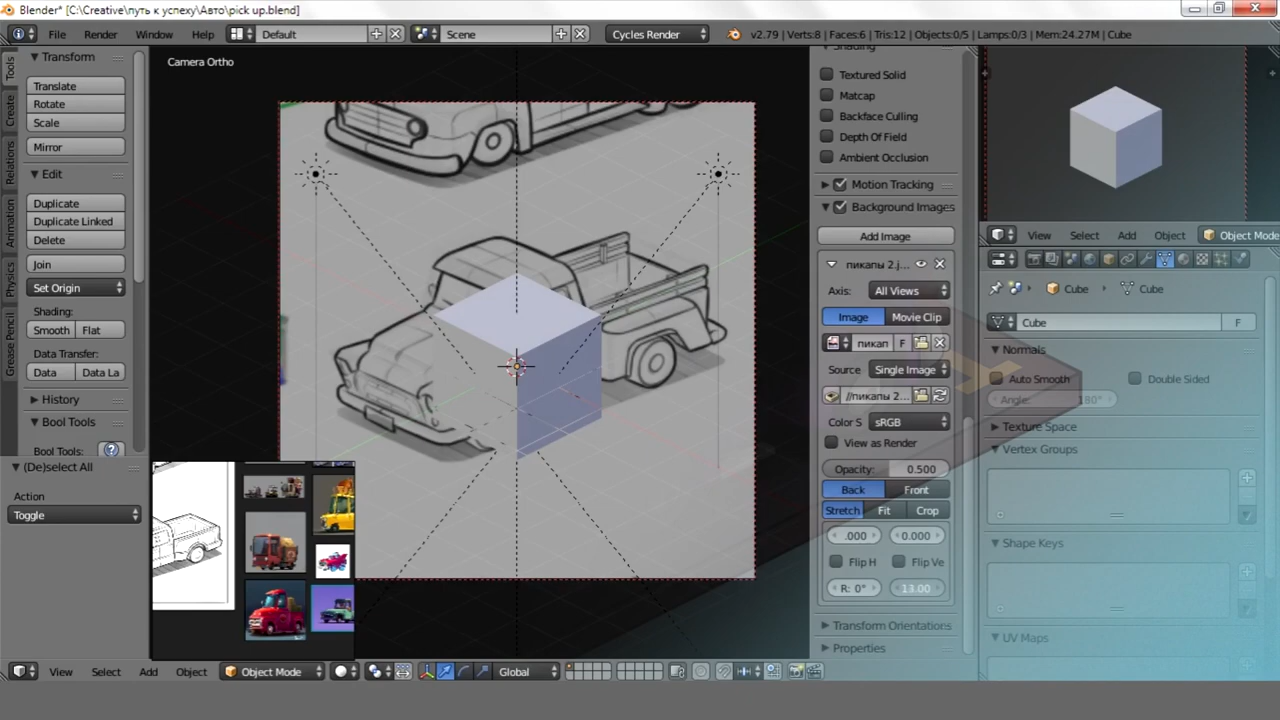 Blender* [C:\Creative\путь к успеху\Авто\pick up.blend]
File Render Window Help Default Scene Cycles Render v2.79 | Verts:8 | Faces:6 | Tris:12 | Objects:0/5 | Lamps:0/3 | Mem:24.27M | Cube
Tools
Create
Relations
Animation
Physics
Grease Pencil
Transform
Translate
Rotate
Scale
Mirror
Edit
Duplicate
Duplicate Linked
Delete
Join
Set Origin
Shading:
Smooth Flat
Data Transfer:
Data Data La
History
Bool Tools
Bool Tools:
(De)select All
Action
Toggle
Camera Ortho
Shading
Textured Solid
Matcap
Backface Culling
Depth Of Field
Ambient Occlusion
Motion Tracking
Background Images
Add Image
пикапы 2.j...
Axis: All Views
Image Movie Clip
пикап F
Source Single Image
//пикапы 2...
Color S sRGB
View as Render
Opacity: 0.500
Back Front
Stretch Fit Crop
.000 0.000
Flip H Flip Ve
R: 0° 13.00
Transform Orientations
Properties
View Select Add Object Object Mode
Cube Cube
Cube F
Normals
Auto Smooth Double Sided
Angle: 180°
Texture Space
Vertex Groups
Shape Keys
UV Maps
View Select Add Object Object Mode Global